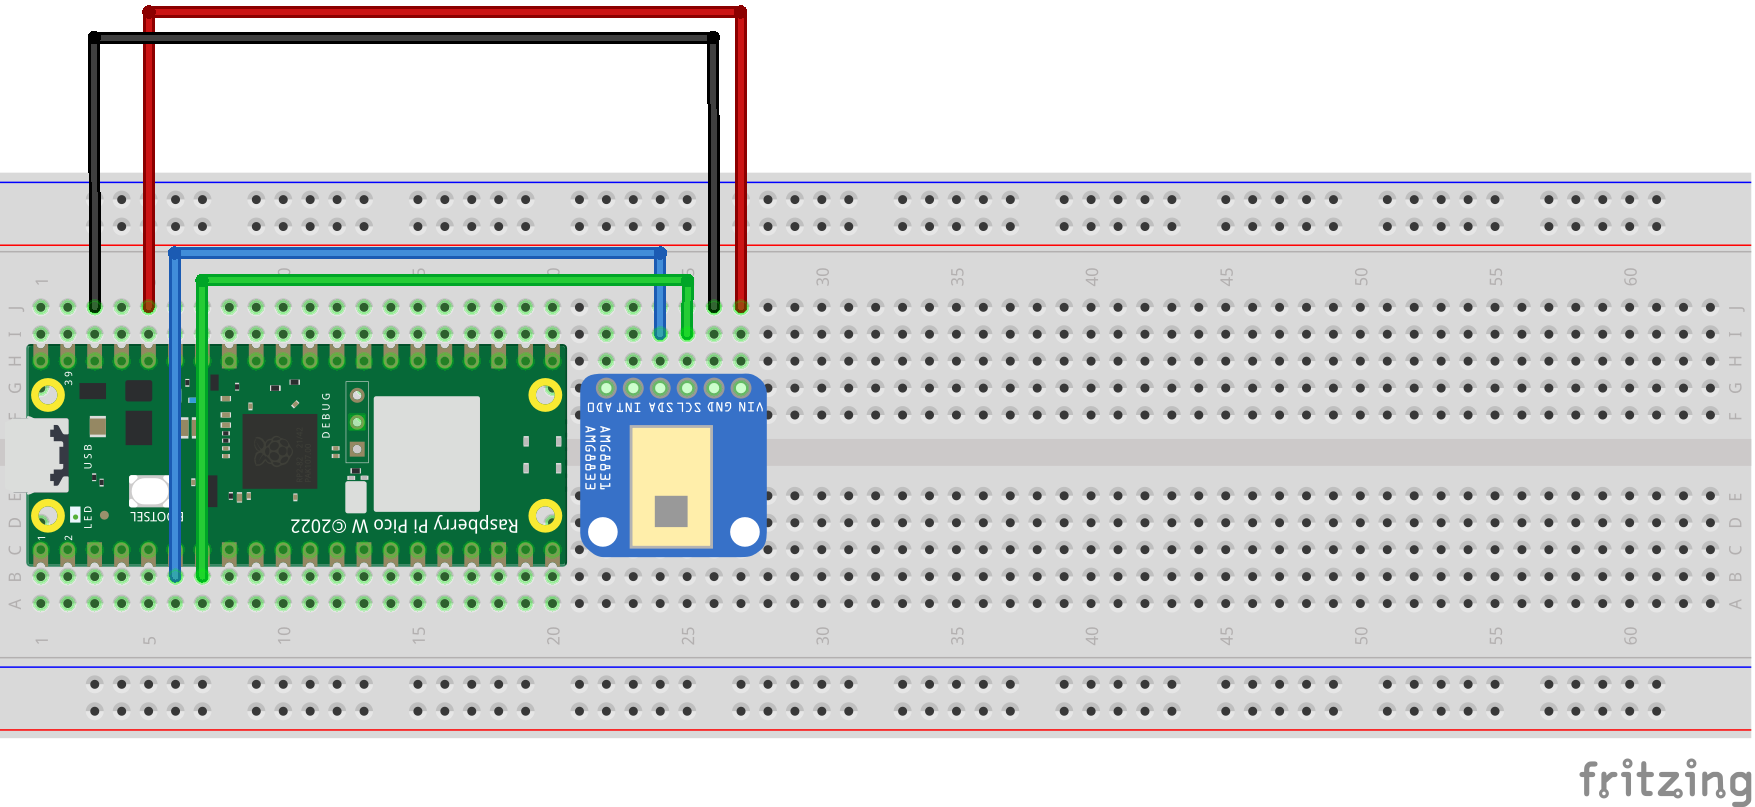 1 10 15 20 25 30 35 40 45 50 55 60
J J
I I
H H
G G
F F
39
DEBUG
USB
BOOTSEL
LED
1 2
Raspberry Pi Pico W ©2022
ADO INT SDA SCL GND VIN
AMG8831
AMG8833
E E
D D
C C
B B
A A
1 5 10 15 20 25 30 35 40 45 50 55 60
fritzing